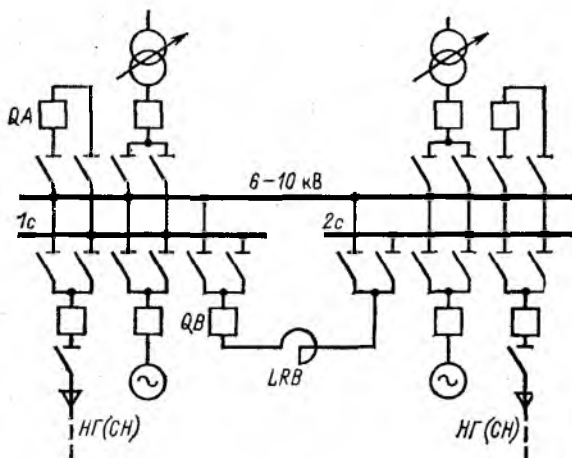 QA
6-10 кВ
1с
2с
QB
LRB
НГ(СН)
НГ(СН)